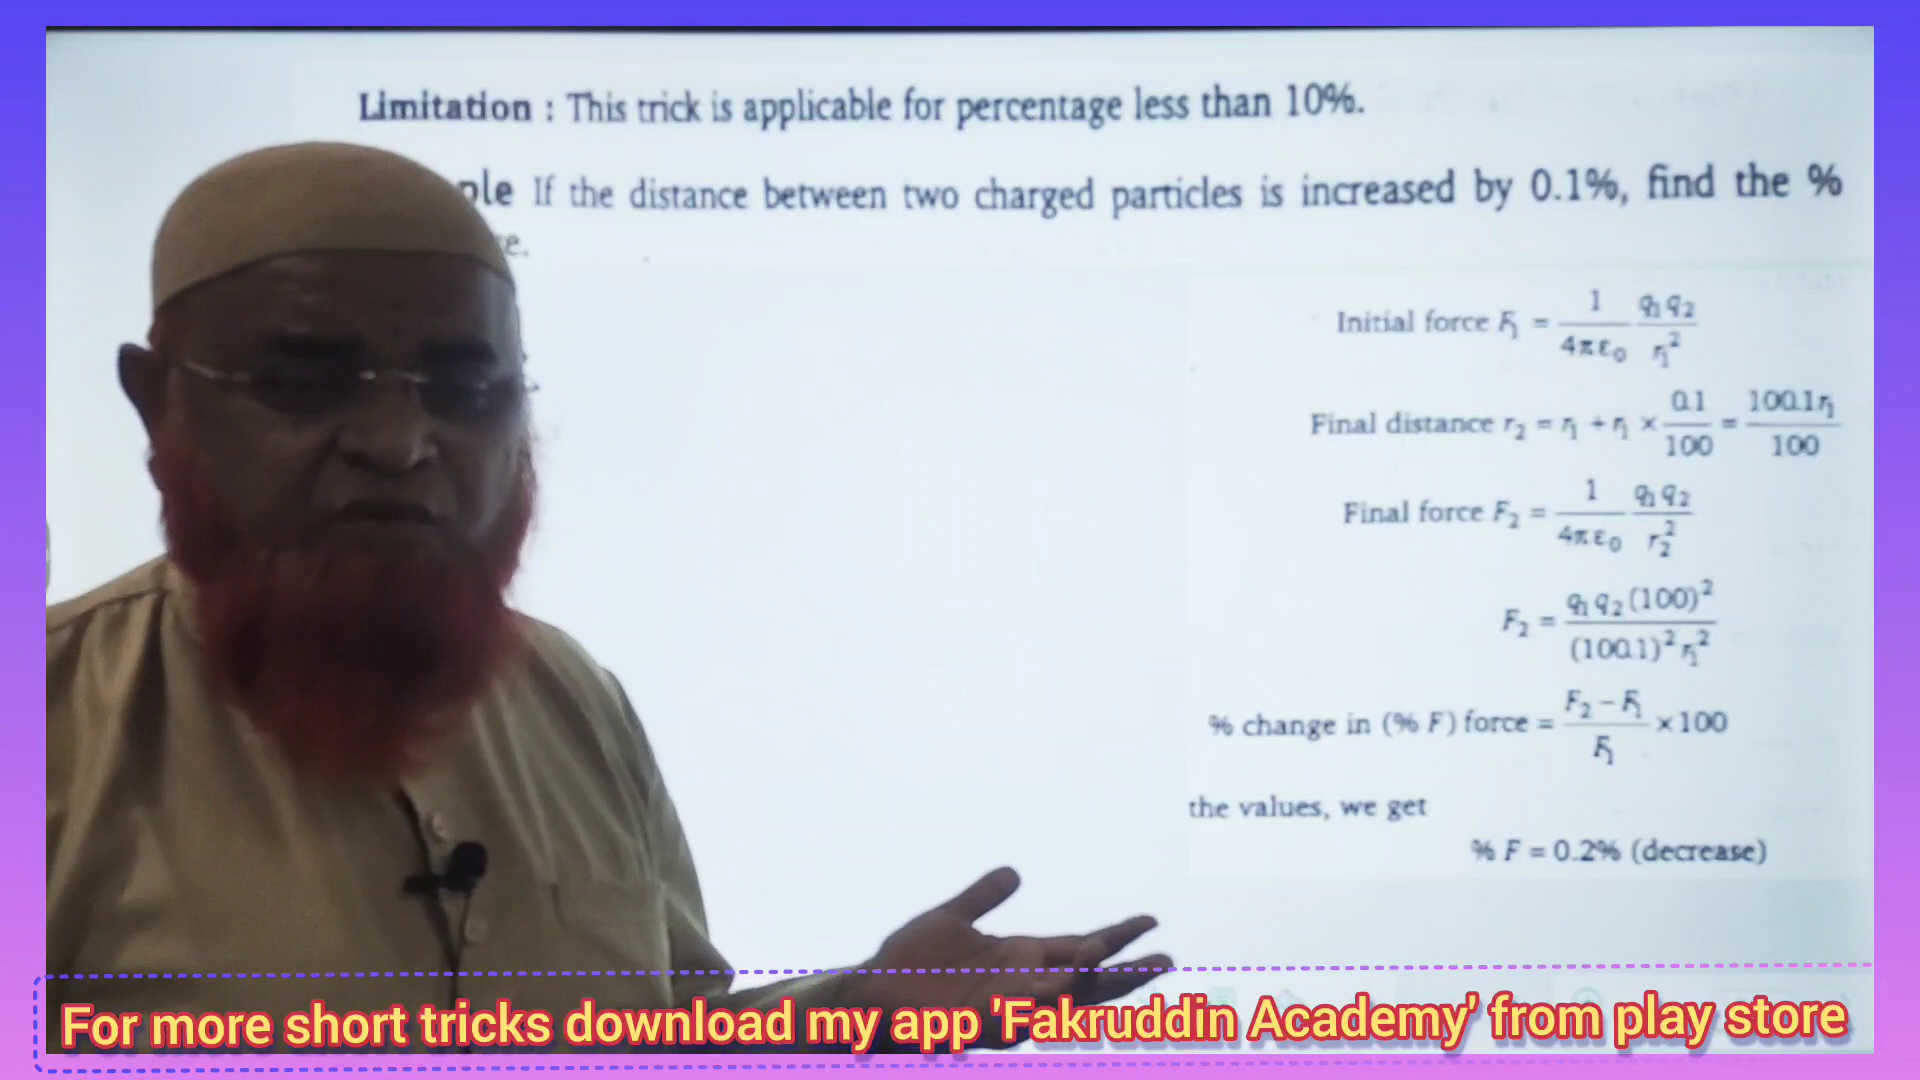 Limitation : This trick is applicable for percentage less than 10%.
ple If the distance between two charged particles is increased by 0.1%, find the %
e.
Initial force F₁ = 1/4πε₀ q₁q₂/r₁²
Final distance r₂ = r₁ + r₁ × 0.1/100 = 100.1r₁/100
Final force F₂ = 1/4πε₀ q₁q₂/r₂²
F₂ = q₁q₂(100)²/(100.1)²r₁²
% change in (% F) force = F₂ − F₁/F₁ ×100
the values, we get
% F = 0.2% (decrease)
For more short tricks download my app 'Fakruddin Academy' from play store